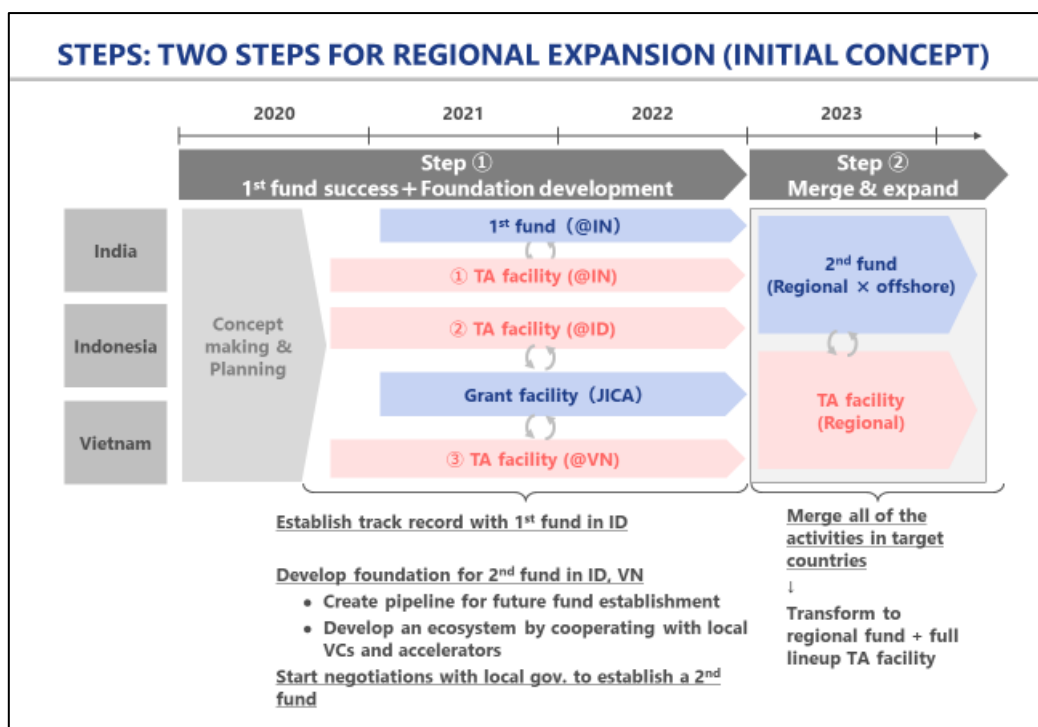 STEPS: TWO STEPS FOR REGIONAL EXPANSION (INITIAL CONCEPT)
2020
2021
2022
2023
Step ①
1st fund success+Foundation development
Step ②
Merge & expand
India
Indonesia
Vietnam
Concept
making &
Planning
1st fund (@IN)
① TA facility (@IN)
② TA facility (@ID)
Grant facility (JICA)
③ TA facility (@VN)
2nd fund
(Regional × offshore)
TA facility
(Regional)
Establish track record with 1st fund in ID
Develop foundation for 2nd fund in ID, VN
• Create pipeline for future fund establishment
• Develop an ecosystem by cooperating with local
VCs and accelerators
Start negotiations with local gov. to establish a 2nd
fund
Merge all of the
activities in target
countries
↓
Transform to
regional fund + full
lineup TA facility